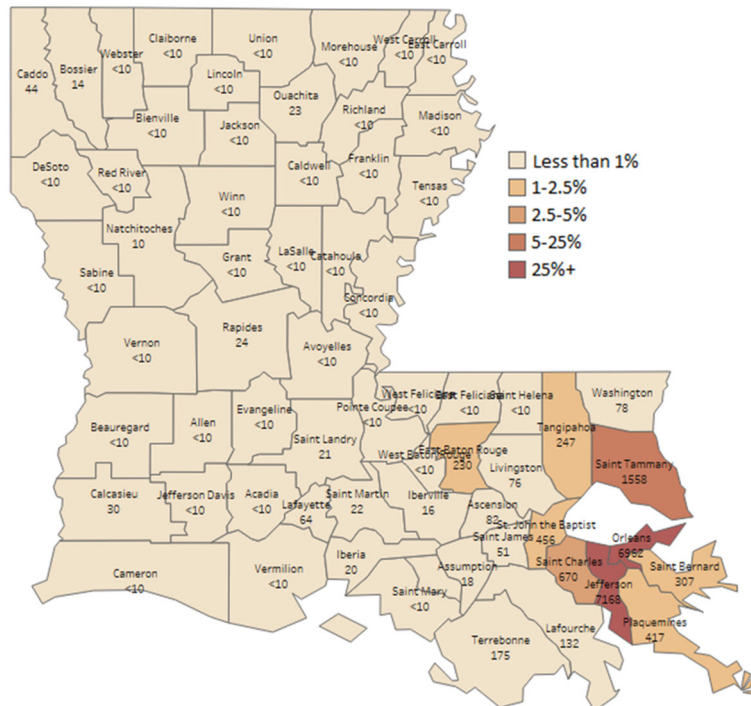 Claiborne
<10
Union
<10
Morehouse
<10
West Carroll
<10
East Carroll
<10
Webster
<10
Bossier
14
Caddo
44
Lincoln
<10
Ouachita
23
Richland
<10
Madison
<10
Bienville
<10
Jackson
<10
DeSoto
<10
Red River
<10
Caldwell
<10
Franklin
<10
Tensas
<10
Winn
<10
Natchitoches
10
Sabine
<10
Grant
<10
LaSalle
<10
Catahoula
<10
Concordia
<10
Less than 1%
1-2.5%
2.5-5%
5-25%
25%+
Vernon
<10
Rapides
24
Avoyelles
<10
West Feliciana
<10
East Feliciana
<10
Saint Helena
<10
Washington
78
Beauregard
<10
Allen
<10
Evangeline
<10
Pointe Coupee
<10
Saint Landry
21
West Baton Rouge
<10
East Baton Rouge
230
Livingston
76
Tangipahoa
247
Saint Tammany
1558
Calcasieu
30
Jefferson Davis
<10
Acadia
<10
Lafayette
64
Saint Martin
22
Iberville
16
Ascension
82
St. John the Baptist
456
Orleans
6962
Saint James
51
Cameron
<10
Vermilion
<10
Iberia
20
Assumption
18
Saint Charles
670
Jefferson
7168
Saint Bernard
307
Saint Mary
<10
Plaquemines
417
Terrebonne
175
Lafourche
132